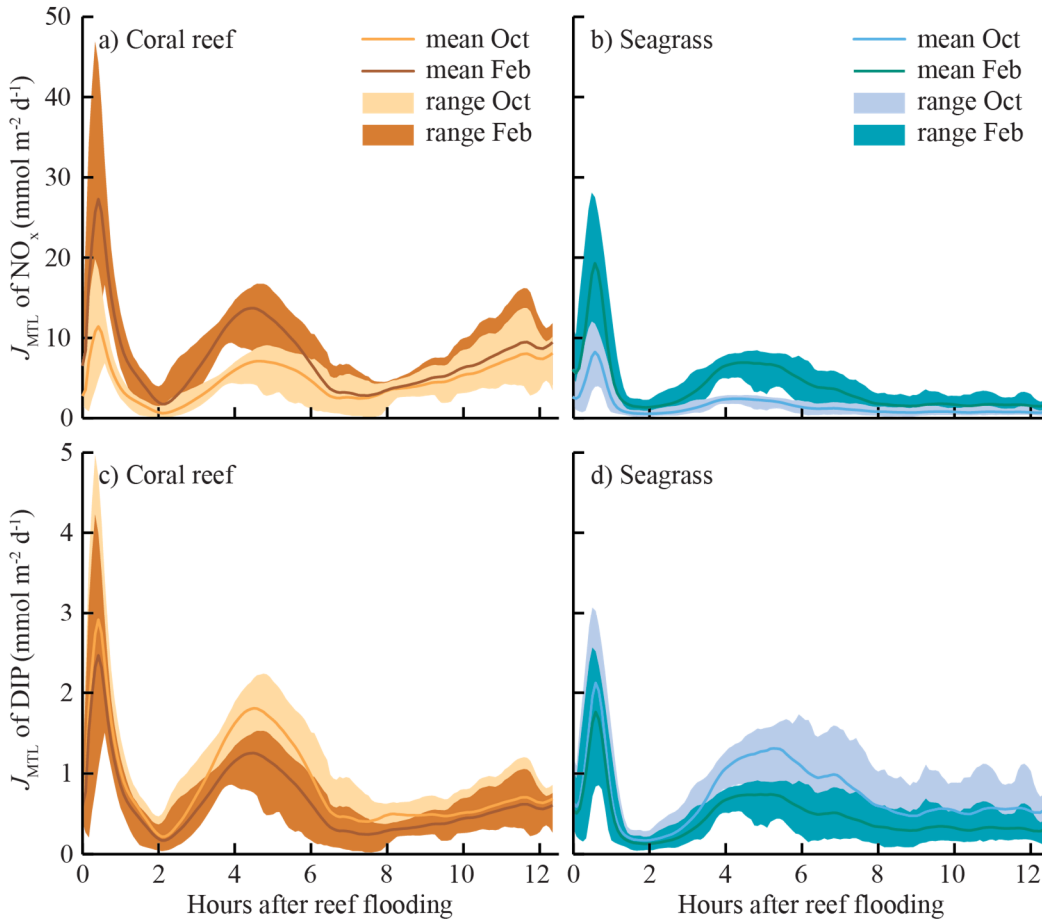 a) Coral reef
mean Oct
mean Feb
range Oct
range Feb
b) Seagrass
mean Oct
mean Feb
range Oct
range Feb
J_MTL of NO_x (mmol m⁻² d⁻¹)
50
40
30
20
10
0
c) Coral reef
d) Seagrass
J_MTL of DIP (mmol m⁻² d⁻¹)
5
4
3
2
1
0
0 2 4 6 8 10 12
0 2 4 6 8 10 12
Hours after reef flooding
Hours after reef flooding